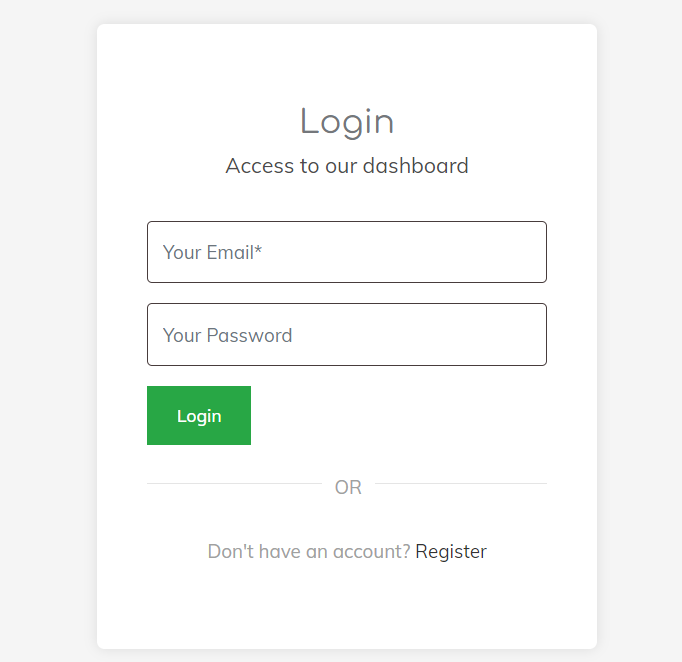 Login
Access to our dashboard
Your Email*
Your Password
Login
OR
Don't have an account? Register